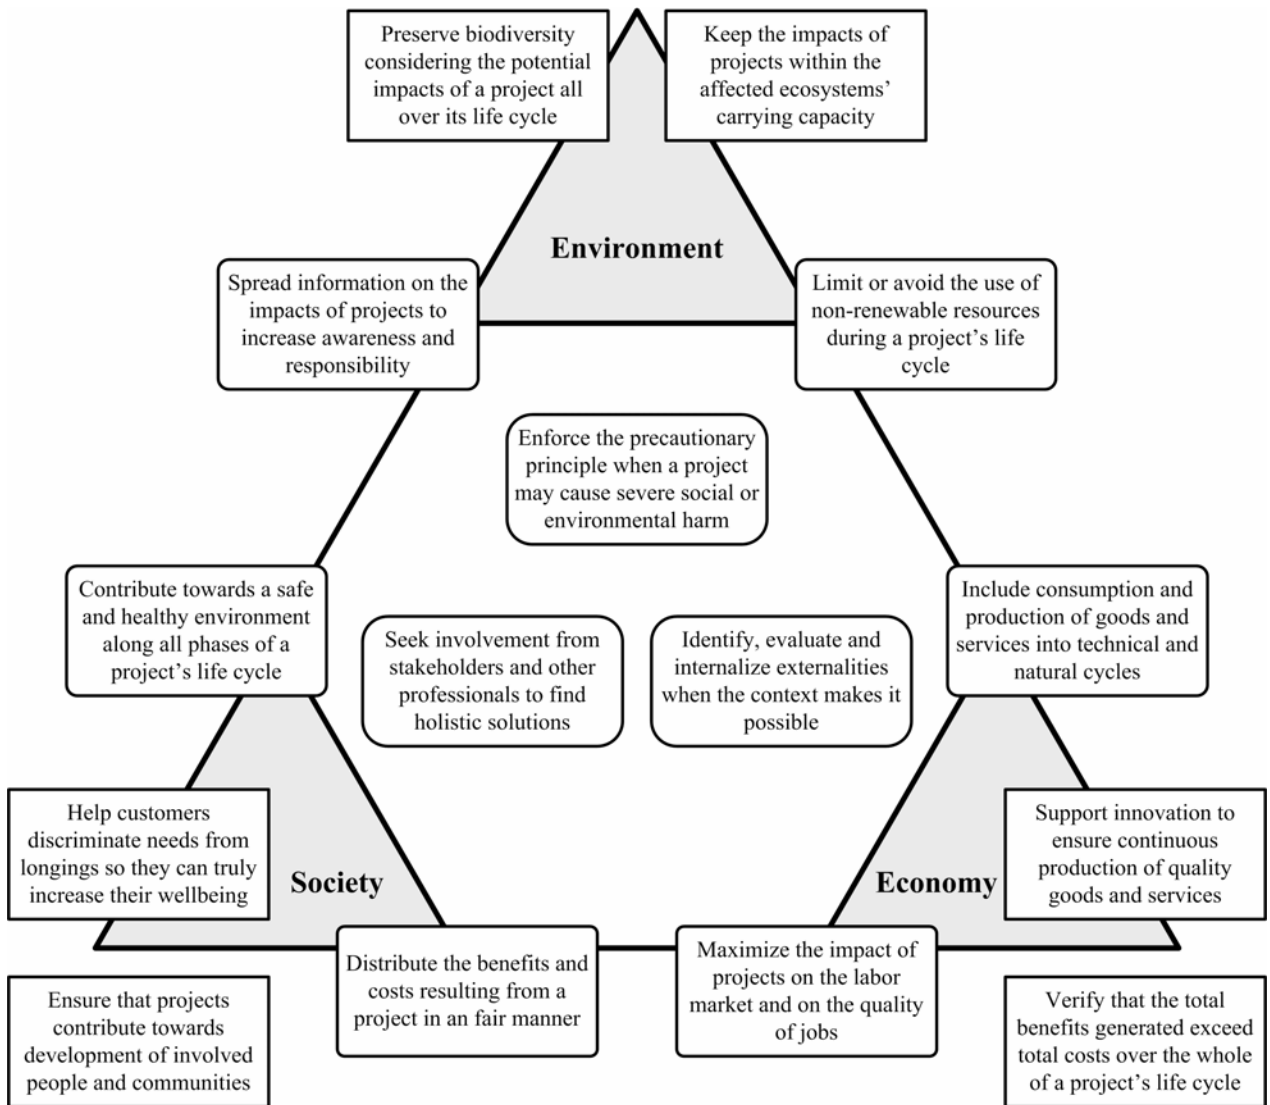 Preserve biodiversity
considering the potential
impacts of a project all
over its life cycle
Keep the impacts of
projects within the
affected ecosystems’
carrying capacity
Environment
Spread information on the
impacts of projects to
increase awareness and
responsibility
Limit or avoid the use of
non-renewable resources
during a project’s life
cycle
Enforce the precautionary
principle when a project
may cause severe social or
environmental harm
Contribute towards a safe
and healthy environment
along all phases of a
project’s life cycle
Seek involvement from
stakeholders and other
professionals to find
holistic solutions
Identify, evaluate and
internalize externalities
when the context makes it
possible
Include consumption and
production of goods and
services into technical and
natural cycles
Help customers
discriminate needs from
longings so they can truly
increase their wellbeing
Society
Economy
Support innovation to
ensure continuous
production of quality
goods and services
Distribute the benefits and
costs resulting from a
project in an fair manner
Maximize the impact of
projects on the labor
market and on the quality
of jobs
Ensure that projects
contribute towards
development of involved
people and communities
Verify that the total
benefits generated exceed
total costs over the whole
of a project’s life cycle